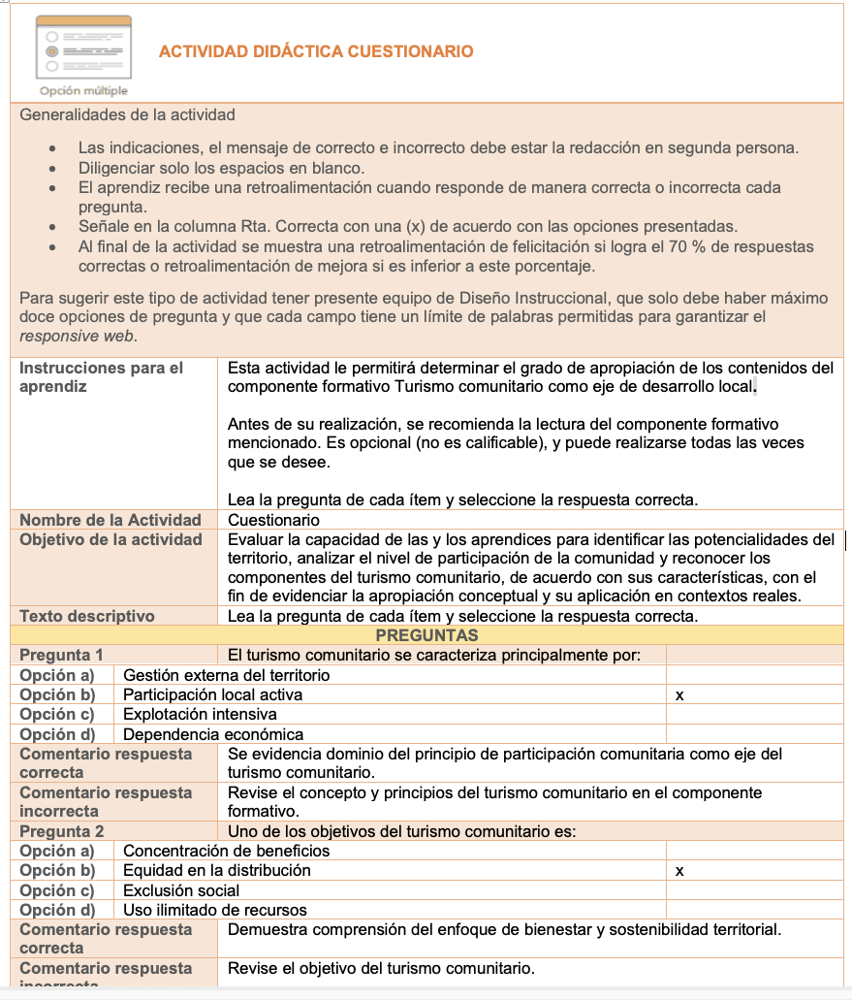 Opción múltiple
ACTIVIDAD DIDÁCTICA CUESTIONARIO
Generalidades de la actividad
• Las indicaciones, el mensaje de correcto e incorrecto debe estar la redacción en segunda persona.
• Diligenciar solo los espacios en blanco.
• El aprendiz recibe una retroalimentación cuando responde de manera correcta o incorrecta cada
pregunta.
• Señale en la columna Rta. Correcta con una (x) de acuerdo con las opciones presentadas.
• Al final de la actividad se muestra una retroalimentación de felicitación si logra el 70 % de respuestas
correctas o retroalimentación de mejora si es inferior a este porcentaje.
Para sugerir este tipo de actividad tener presente equipo de Diseño Instruccional, que solo debe haber máximo
doce opciones de pregunta y que cada campo tiene un límite de palabras permitidas para garantizar el
responsive web.
Instrucciones para el
aprendiz
Esta actividad le permitirá determinar el grado de apropiación de los contenidos del
componente formativo Turismo comunitario como eje de desarrollo local.
Antes de su realización, se recomienda la lectura del componente formativo
mencionado. Es opcional (no es calificable), y puede realizarse todas las veces
que se desee.
Lea la pregunta de cada ítem y seleccione la respuesta correcta.
Nombre de la Actividad
Cuestionario
Objetivo de la actividad
Evaluar la capacidad de las y los aprendices para identificar las potencialidades del
territorio, analizar el nivel de participación de la comunidad y reconocer los
componentes del turismo comunitario, de acuerdo con sus características, con el
fin de evidenciar la apropiación conceptual y su aplicación en contextos reales.
Texto descriptivo
Lea la pregunta de cada ítem y seleccione la respuesta correcta.
PREGUNTAS
Pregunta 1 El turismo comunitario se caracteriza principalmente por:
Opción a) Gestión externa del territorio
Opción b) Participación local activa x
Opción c) Explotación intensiva
Opción d) Dependencia económica
Comentario respuesta
correcta
Se evidencia dominio del principio de participación comunitaria como eje del
turismo comunitario.
Comentario respuesta
incorrecta
Revise el concepto y principios del turismo comunitario en el componente
formativo.
Pregunta 2 Uno de los objetivos del turismo comunitario es:
Opción a) Concentración de beneficios
Opción b) Equidad en la distribución x
Opción c) Exclusión social
Opción d) Uso ilimitado de recursos
Comentario respuesta
correcta
Demuestra comprensión del enfoque de bienestar y sostenibilidad territorial.
Comentario respuesta
incorrecta
Revise el objetivo del turismo comunitario.